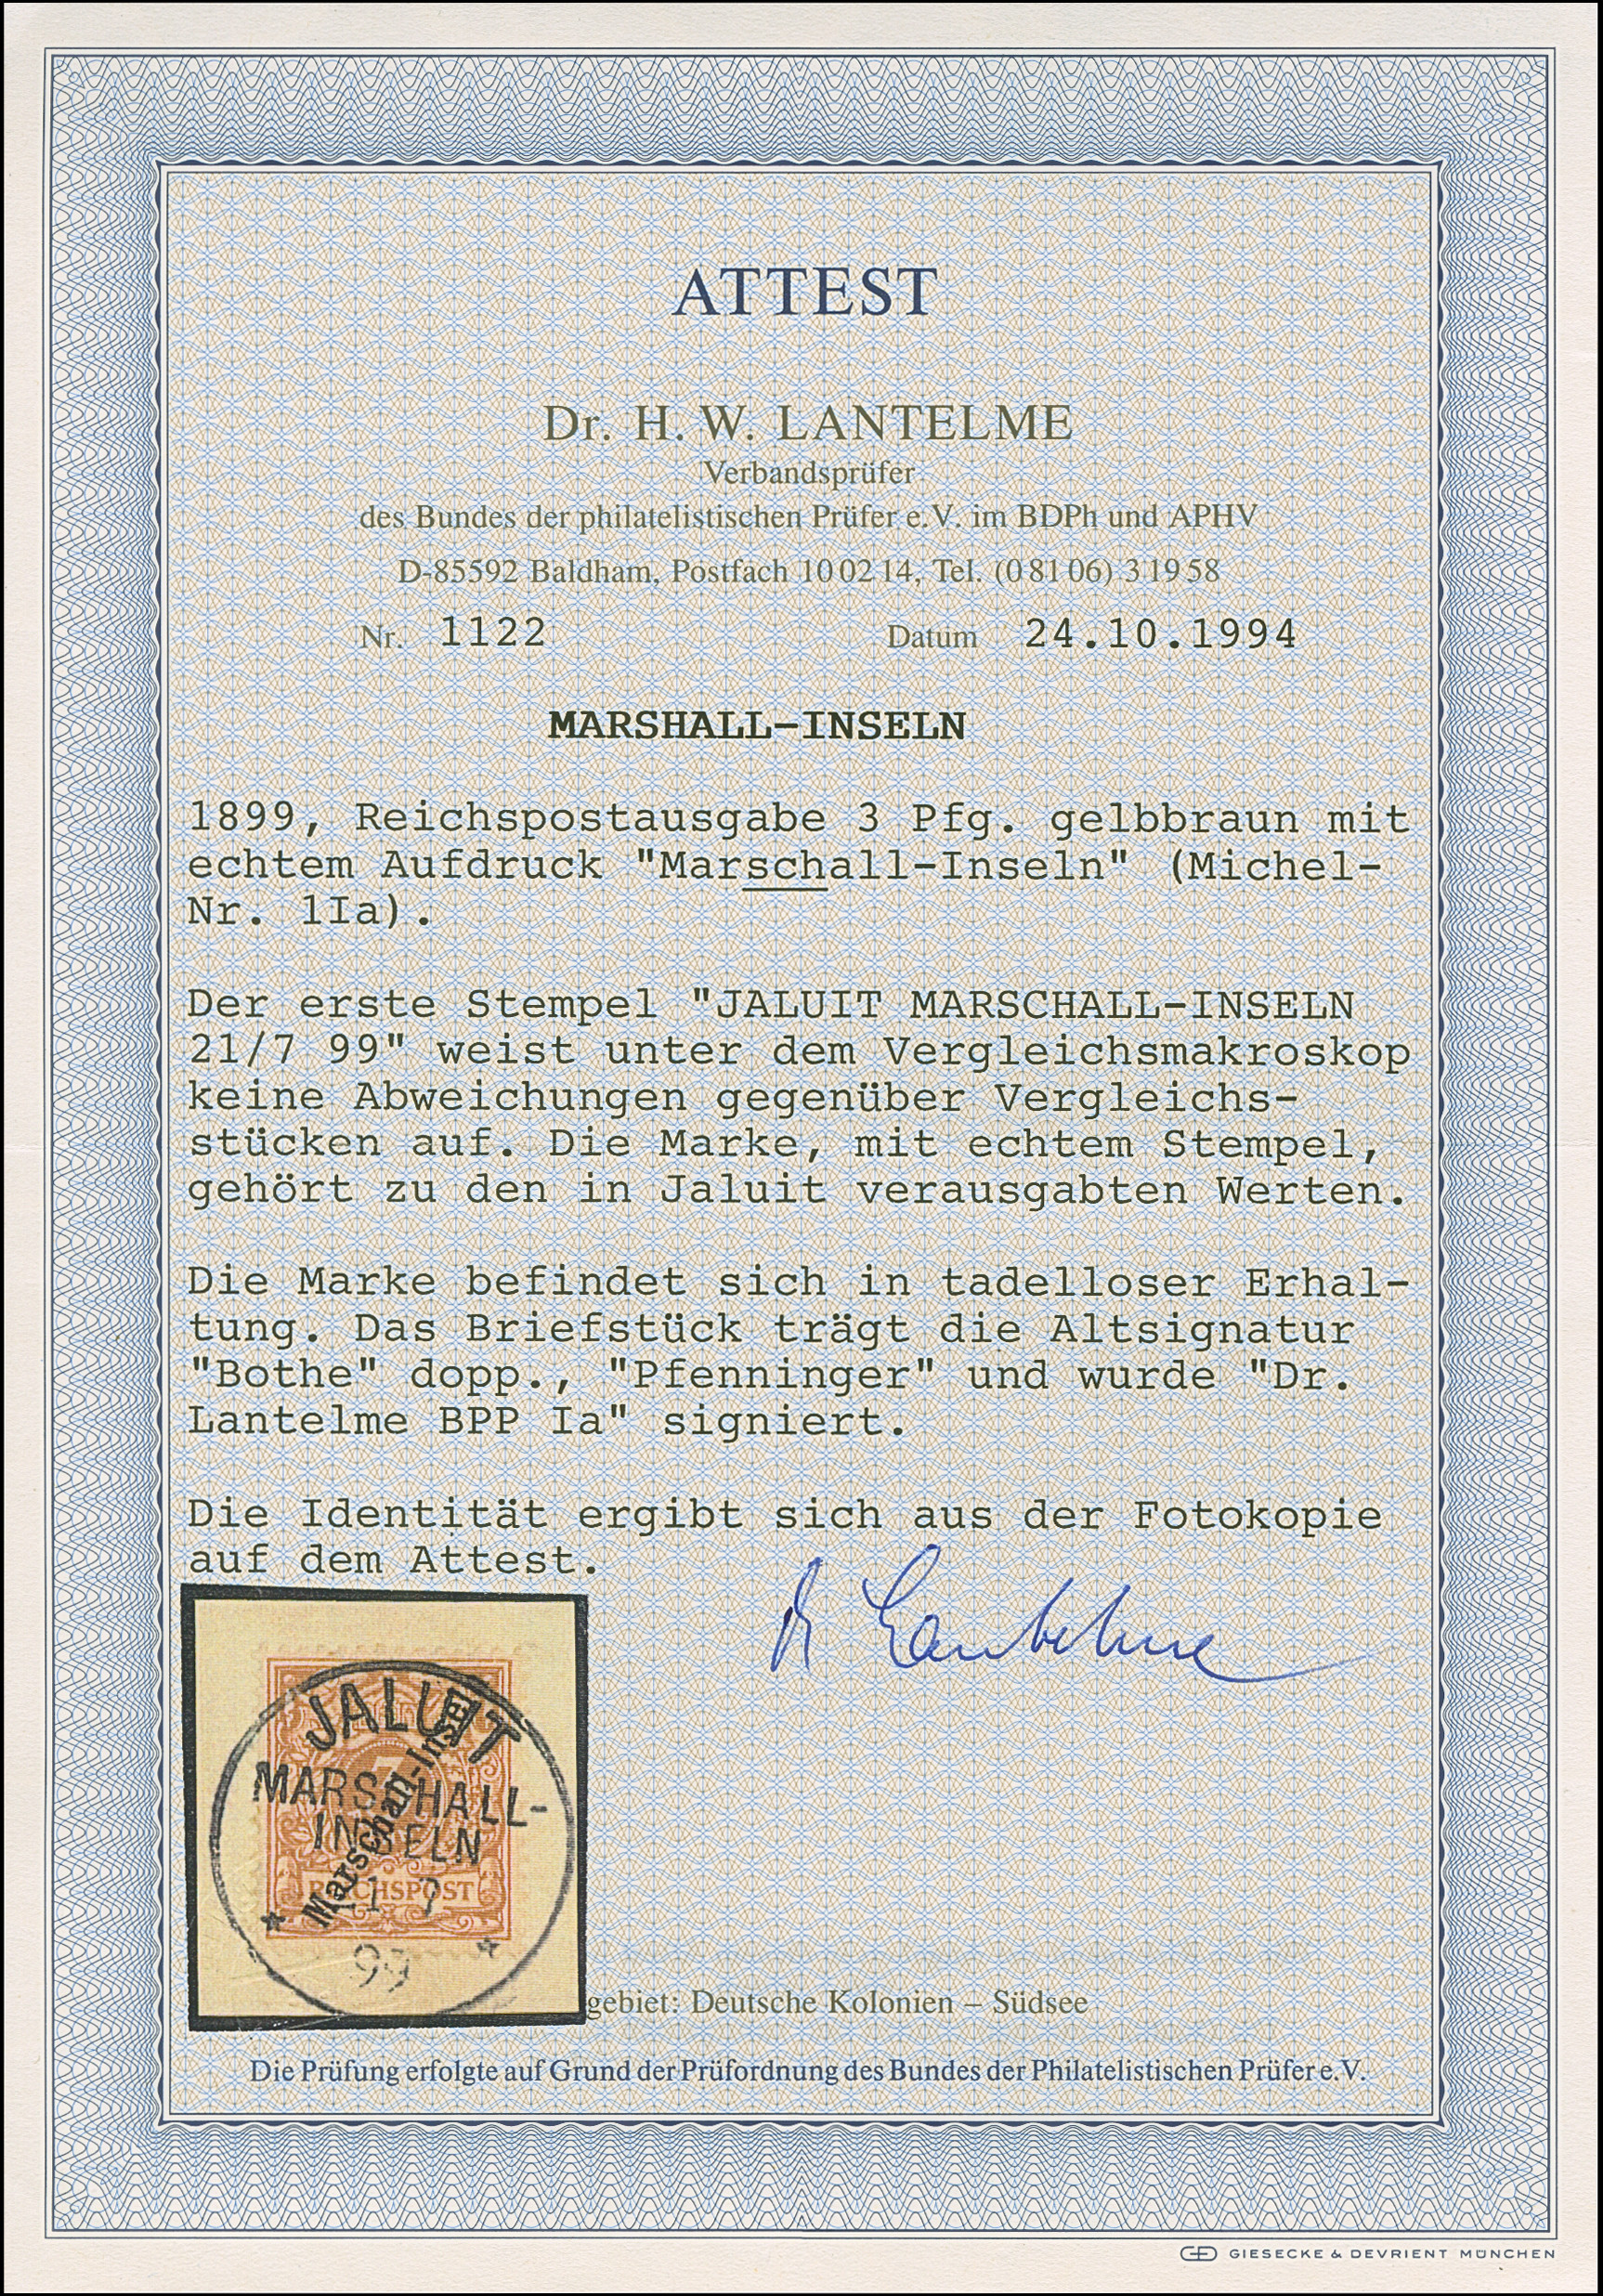 ATTEST
Dr. H. W. LANTELME
Verbandsprüfer
des Bundes der philatelistischen Prüfer e.V. im BDPh und APHV
D-85592 Baldham, Postfach 10 02 14, Tel. (0 81 06) 3 19 58
Nr. 1122 Datum 24.10.1994
MARSHALL-INSELN
1899, Reichspostausgabe 3 Pfg. gelbbraun mit
echtem Aufdruck "Marschall-Inseln" (Michel-
Nr. 1Ia).
Der erste Stempel "JALUIT MARSCHALL-INSELN
21/7 99" weist unter dem Vergleichsmakroskop
keine Abweichungen gegenüber Vergleichs-
stücken auf. Die Marke, mit echtem Stempel,
gehört zu den in Jaluit verausgabten Werten.
Die Marke befindet sich in tadelloser Erhal-
tung. Das Briefstück trägt die Altsignatur
"Bothe" dopp., "Pfenninger" und wurde "Dr.
Lantelme BPP Ia" signiert.
Die Identität ergibt sich aus der Fotokopie
auf dem Attest.
Dr Lantelme
JALUIT
MARSCHALL-
INSELN
Marschall-Inseln
REICHSPOST
99
gebiet: Deutsche Kolonien – Südsee
Die Prüfung erfolgte auf Grund der Prüfordnung des Bundes der Philatelistischen Prüfer e.V.
GIESECKE & DEVRIENT MÜNCHEN